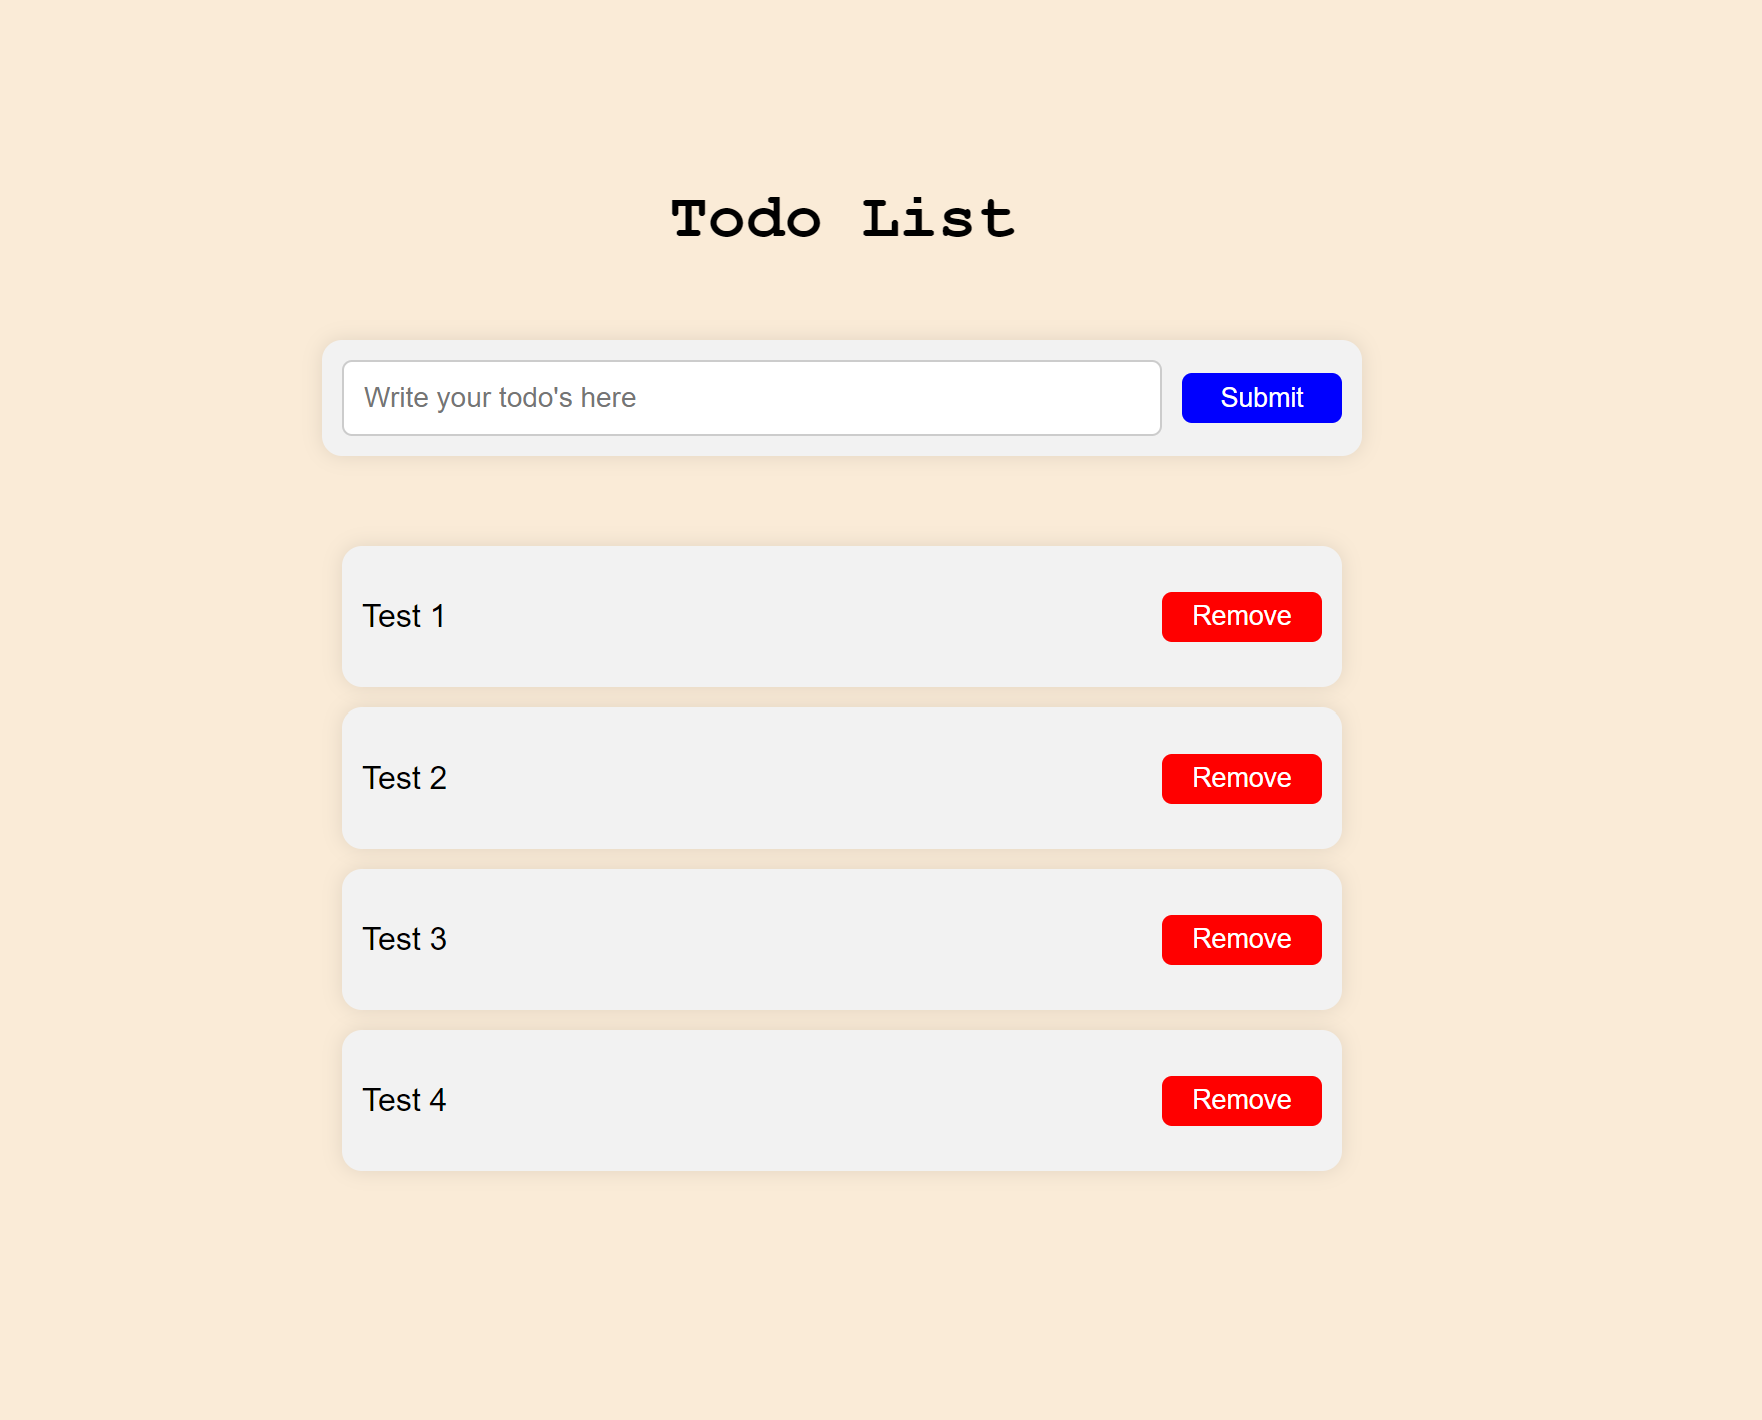 Todo List
Write your todo's here
Submit
Test 1
Remove
Test 2
Remove
Test 3
Remove
Test 4
Remove